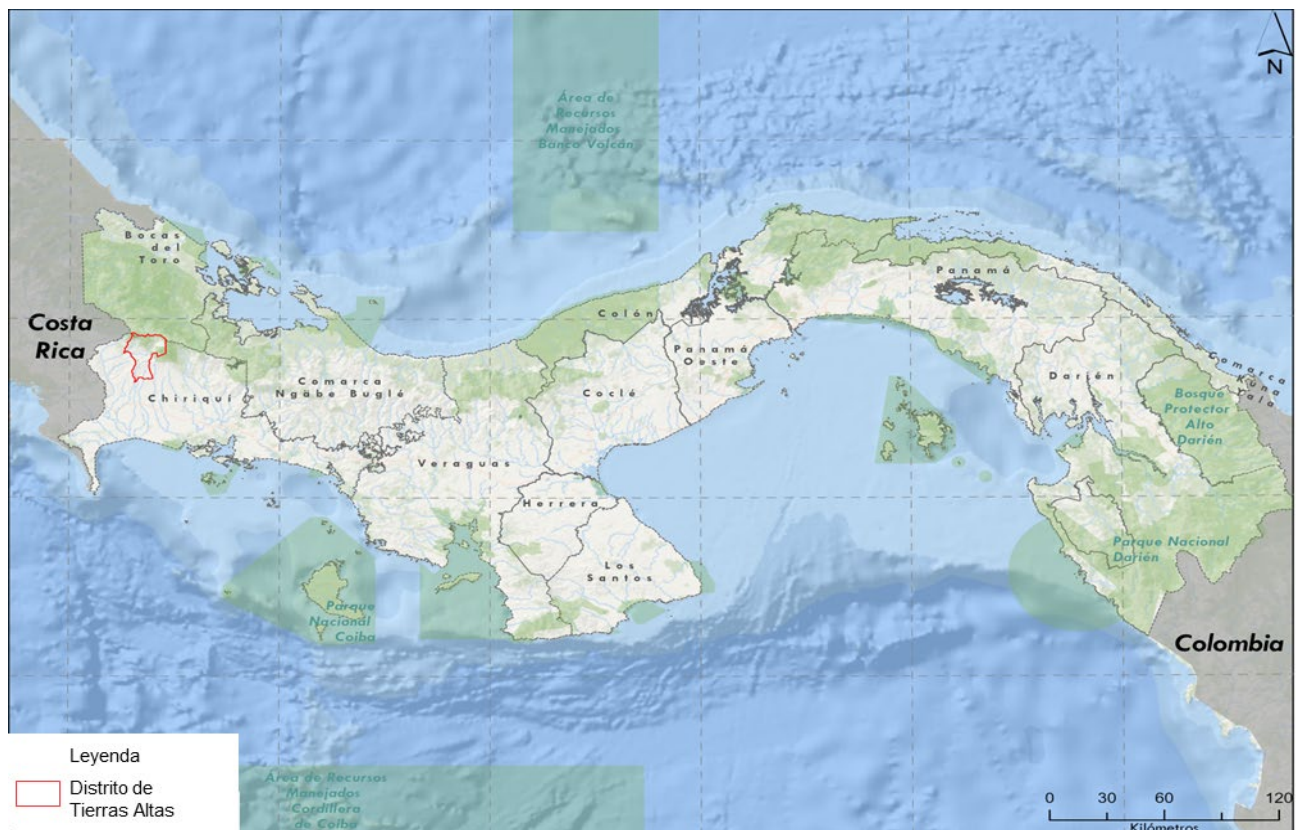 N
Área de
Recursos
Manejados
Banco Volcán
Bocas
del
Toro
Costa
Rica
Chiriquí
Comarca
Ngäbe Buglé
Veraguas
Colón
Coclé
Panamá
Oeste
Panamá
Darién
Comarca
Kuna
Yala
Bosque
Protector
Alto
Darién
Herrera
Los
Santos
Parque
Nacional
Coiba
Parque Nacional
Darién
Colombia
Leyenda
Distrito de
Tierras Altas
Área de Recursos
Manejados
Cordillera
de Coiba
0 30 60 120
Kilómetros